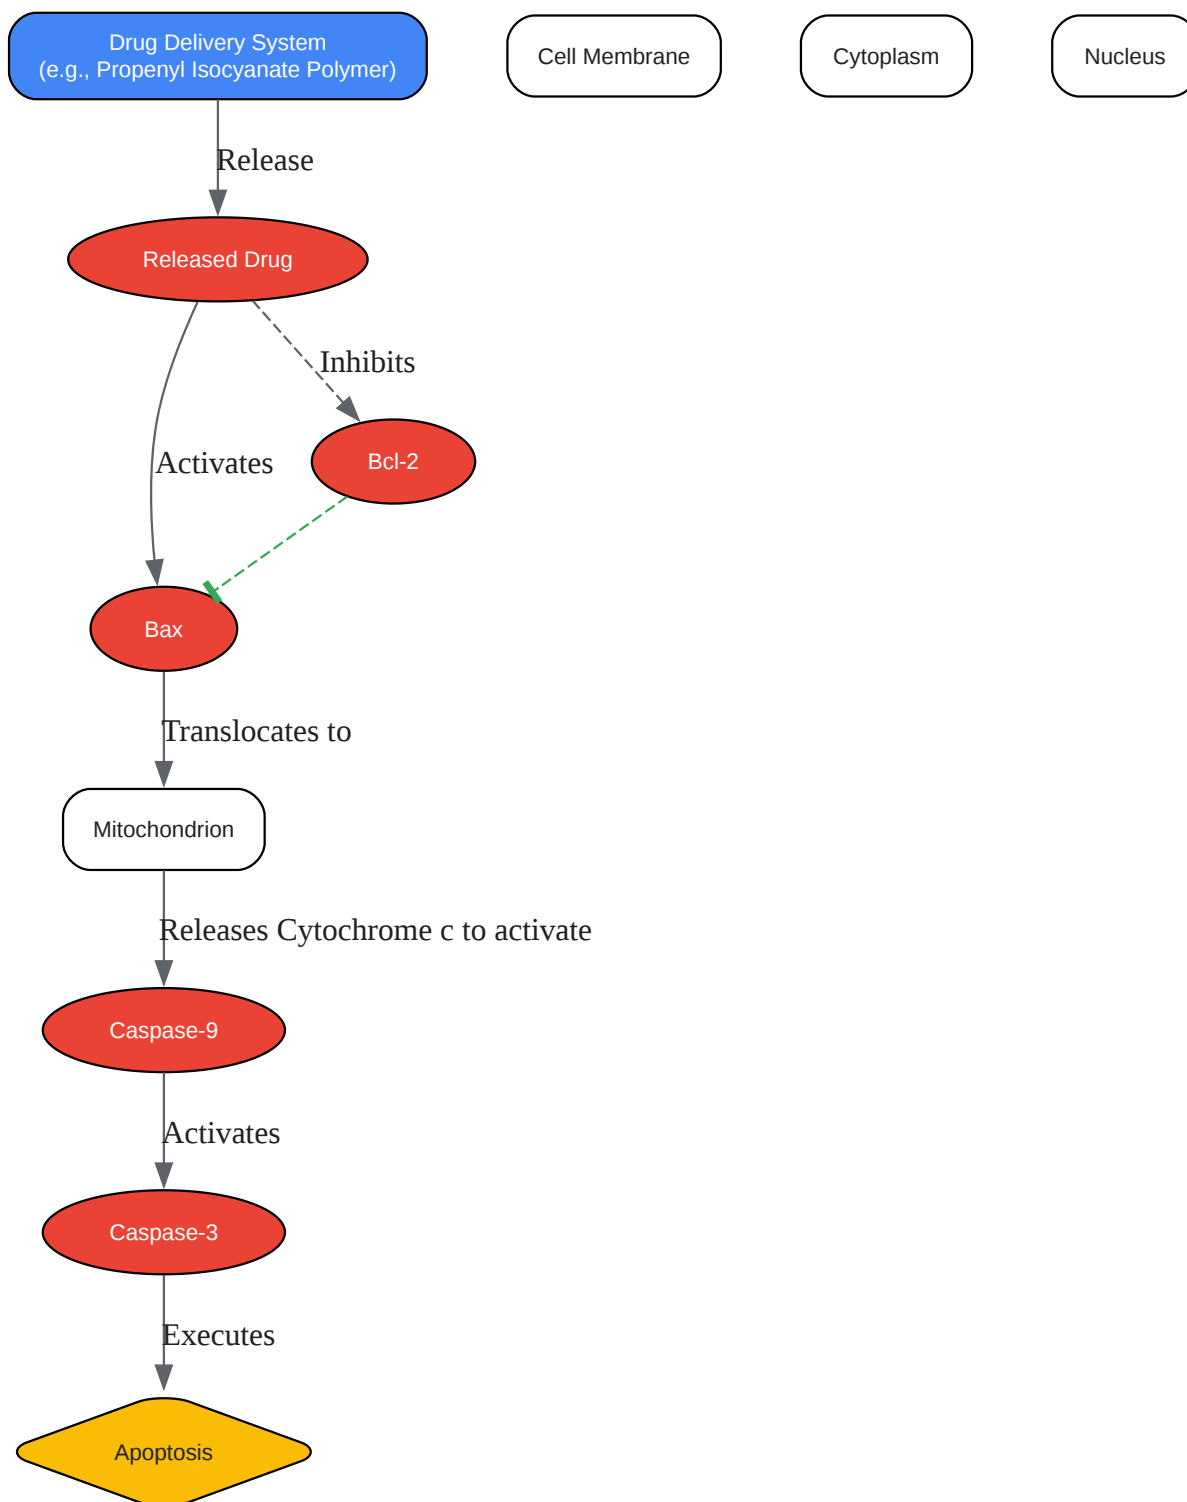 Drug Delivery System
(e.g., Propenyl Isocyanate Polymer)
Cell Membrane
Cytoplasm
Nucleus
Release
Released Drug
Inhibits
Activates
Bcl-2
Bax
Translocates to
Mitochondrion
Releases Cytochrome c to activate
Caspase-9
Activates
Caspase-3
Executes
Apoptosis